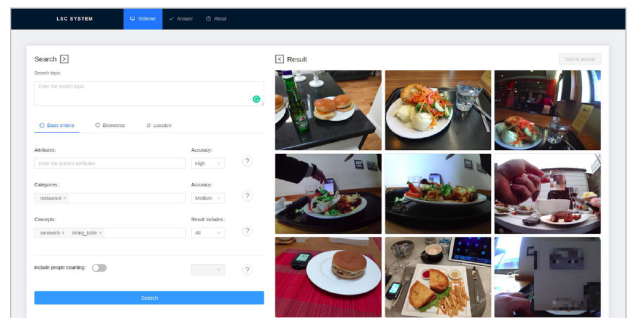 LSC SYSTEM
Retrieve
Answer
About
Search
Search topic
Enter the search topic
Basic criteria
Biometrics
Location
Attributes:
Accuracy:
Enter the scene's attributes
High
?
Categories:
Accuracy:
restaurant ×
Medium
?
Concepts:
Result includes:
sandwich × dining_table ×
All
?
Include people counting:
?
Search
Result
Submit answer